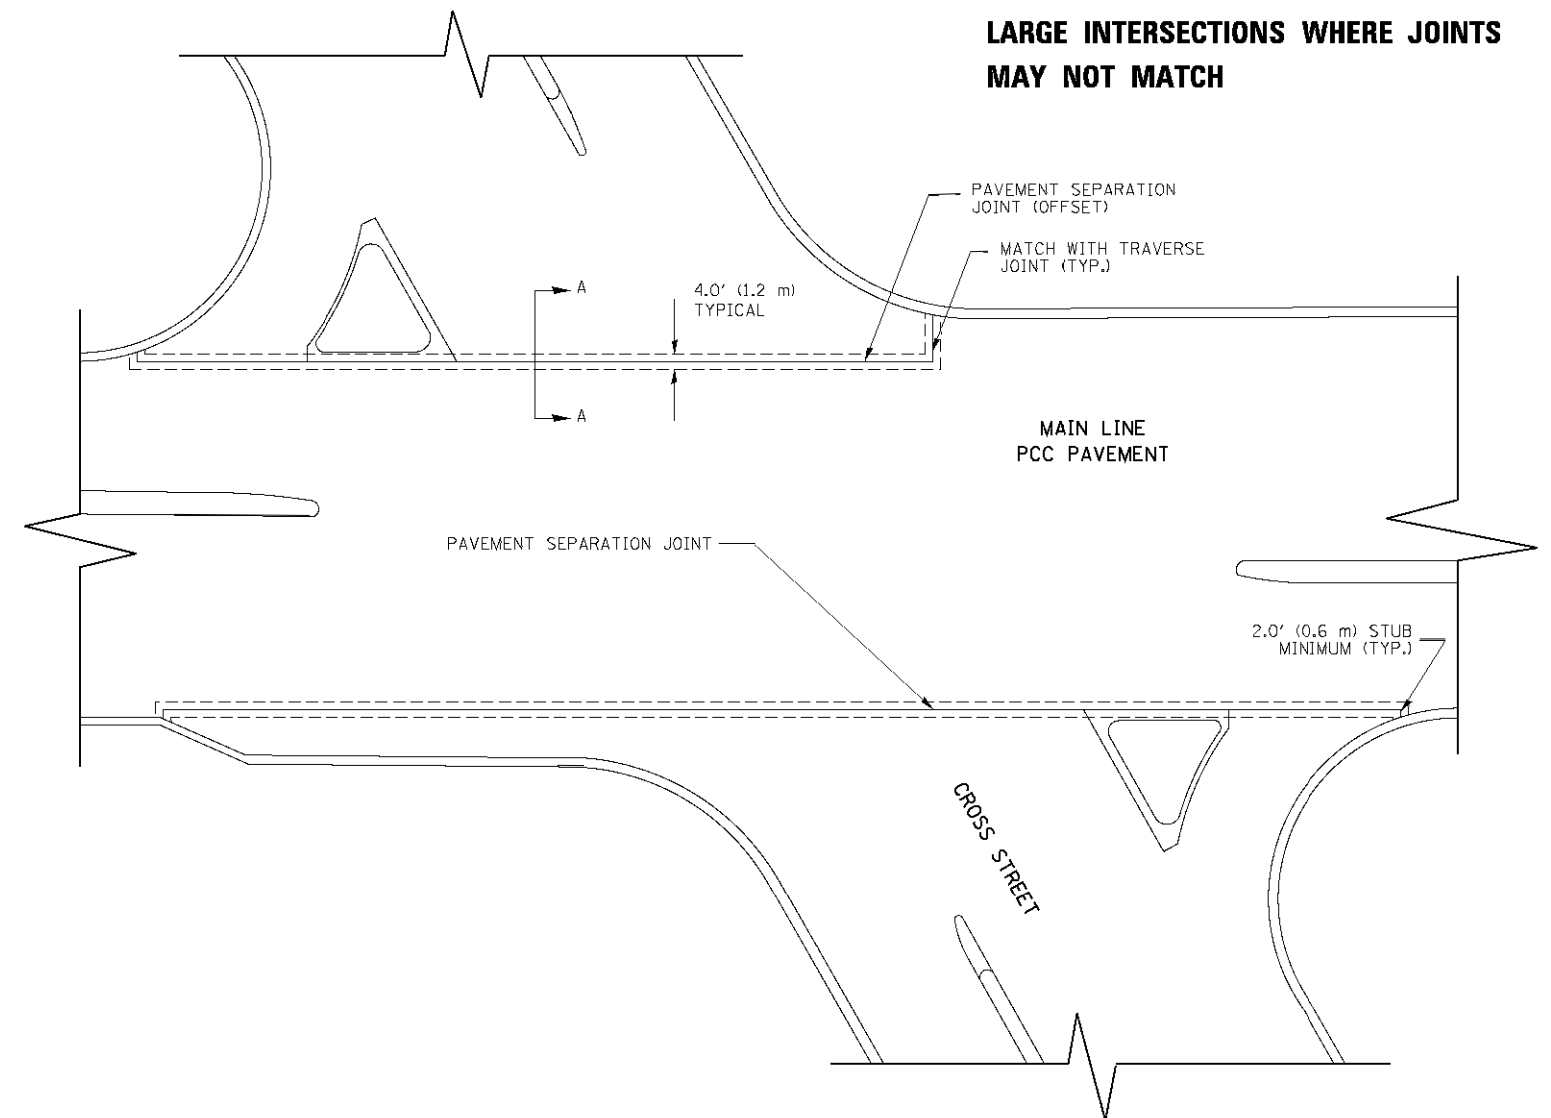 LARGE INTERSECTIONS WHERE JOINTS
MAY NOT MATCH
PAVEMENT SEPARATION
JOINT (OFFSET)
MATCH WITH TRAVERSE
JOINT (TYP.)
A
4.0' (1.2 m)
TYPICAL
A
MAIN LINE
PCC PAVEMENT
PAVEMENT SEPARATION JOINT
2.0' (0.6 m) STUB
MINIMUM (TYP.)
CROSS STREET